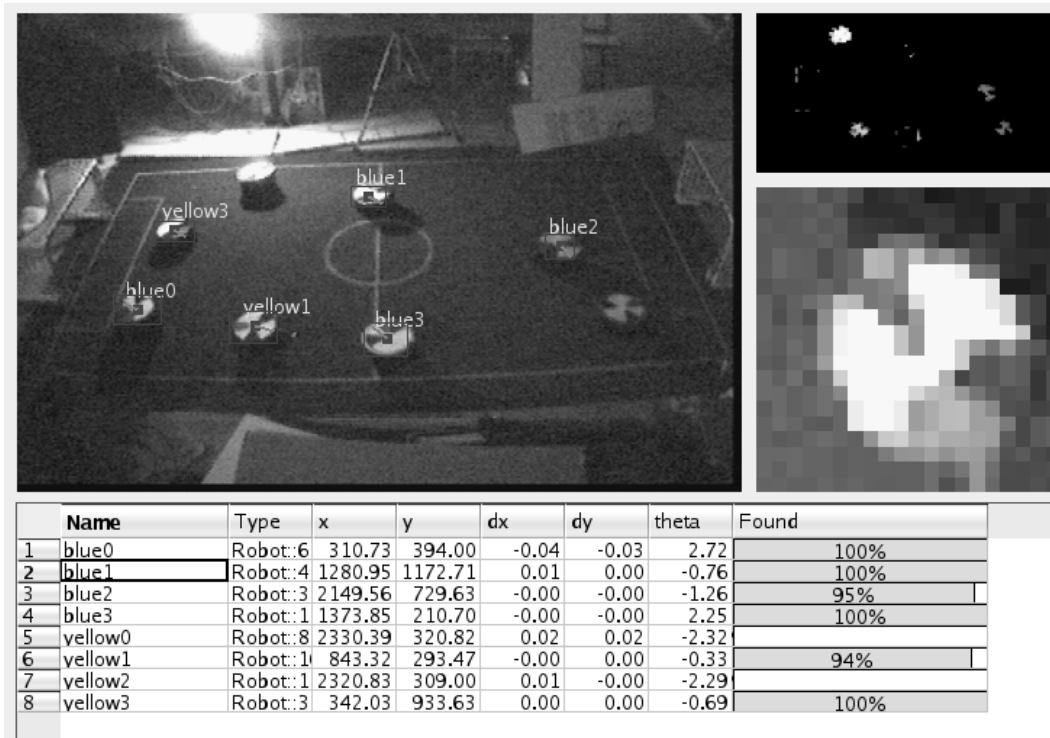 blue1
yellow3
blue2
blue0
yellow1
blue3
Name Type x y dx dy theta Found
1 blue0 Robot::6 310.73 394.00 -0.04 -0.03 2.72 100%
2 blue1 Robot::4 1280.95 1172.71 0.01 0.00 -0.76 100%
3 blue2 Robot::3 2149.56 729.63 -0.00 -0.00 -1.26 95%
4 blue3 Robot::1 1373.85 210.70 -0.00 0.00 2.25 100%
5 yellow0 Robot::8 2330.39 320.82 0.02 0.02 -2.32
6 yellow1 Robot::1 843.32 293.47 -0.00 0.00 -0.33 94%
7 yellow2 Robot::1 2320.83 309.00 0.01 -0.00 -2.29
8 yellow3 Robot::3 342.03 933.63 0.00 0.00 -0.69 100%